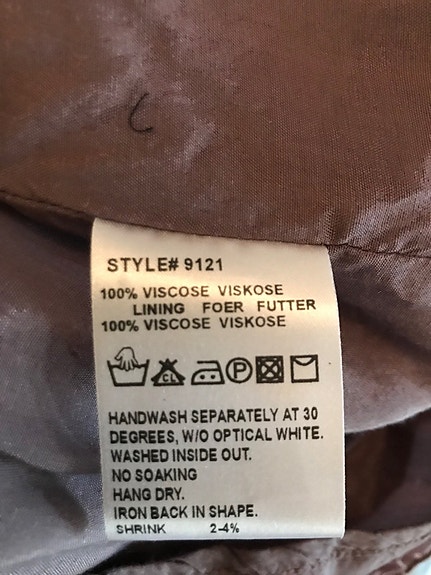 STYLE# 9121
100% VISCOSE VISKOSE
LINING FOER FUTTER
100% VISCOSE VISKOSE
CL P
HANDWASH SEPARATELY AT 30
DEGREES, W/O OPTICAL WHITE.
WASHED INSIDE OUT.
NO SOAKING
HANG DRY.
IRON BACK IN SHAPE.
SHRINK 2-4%